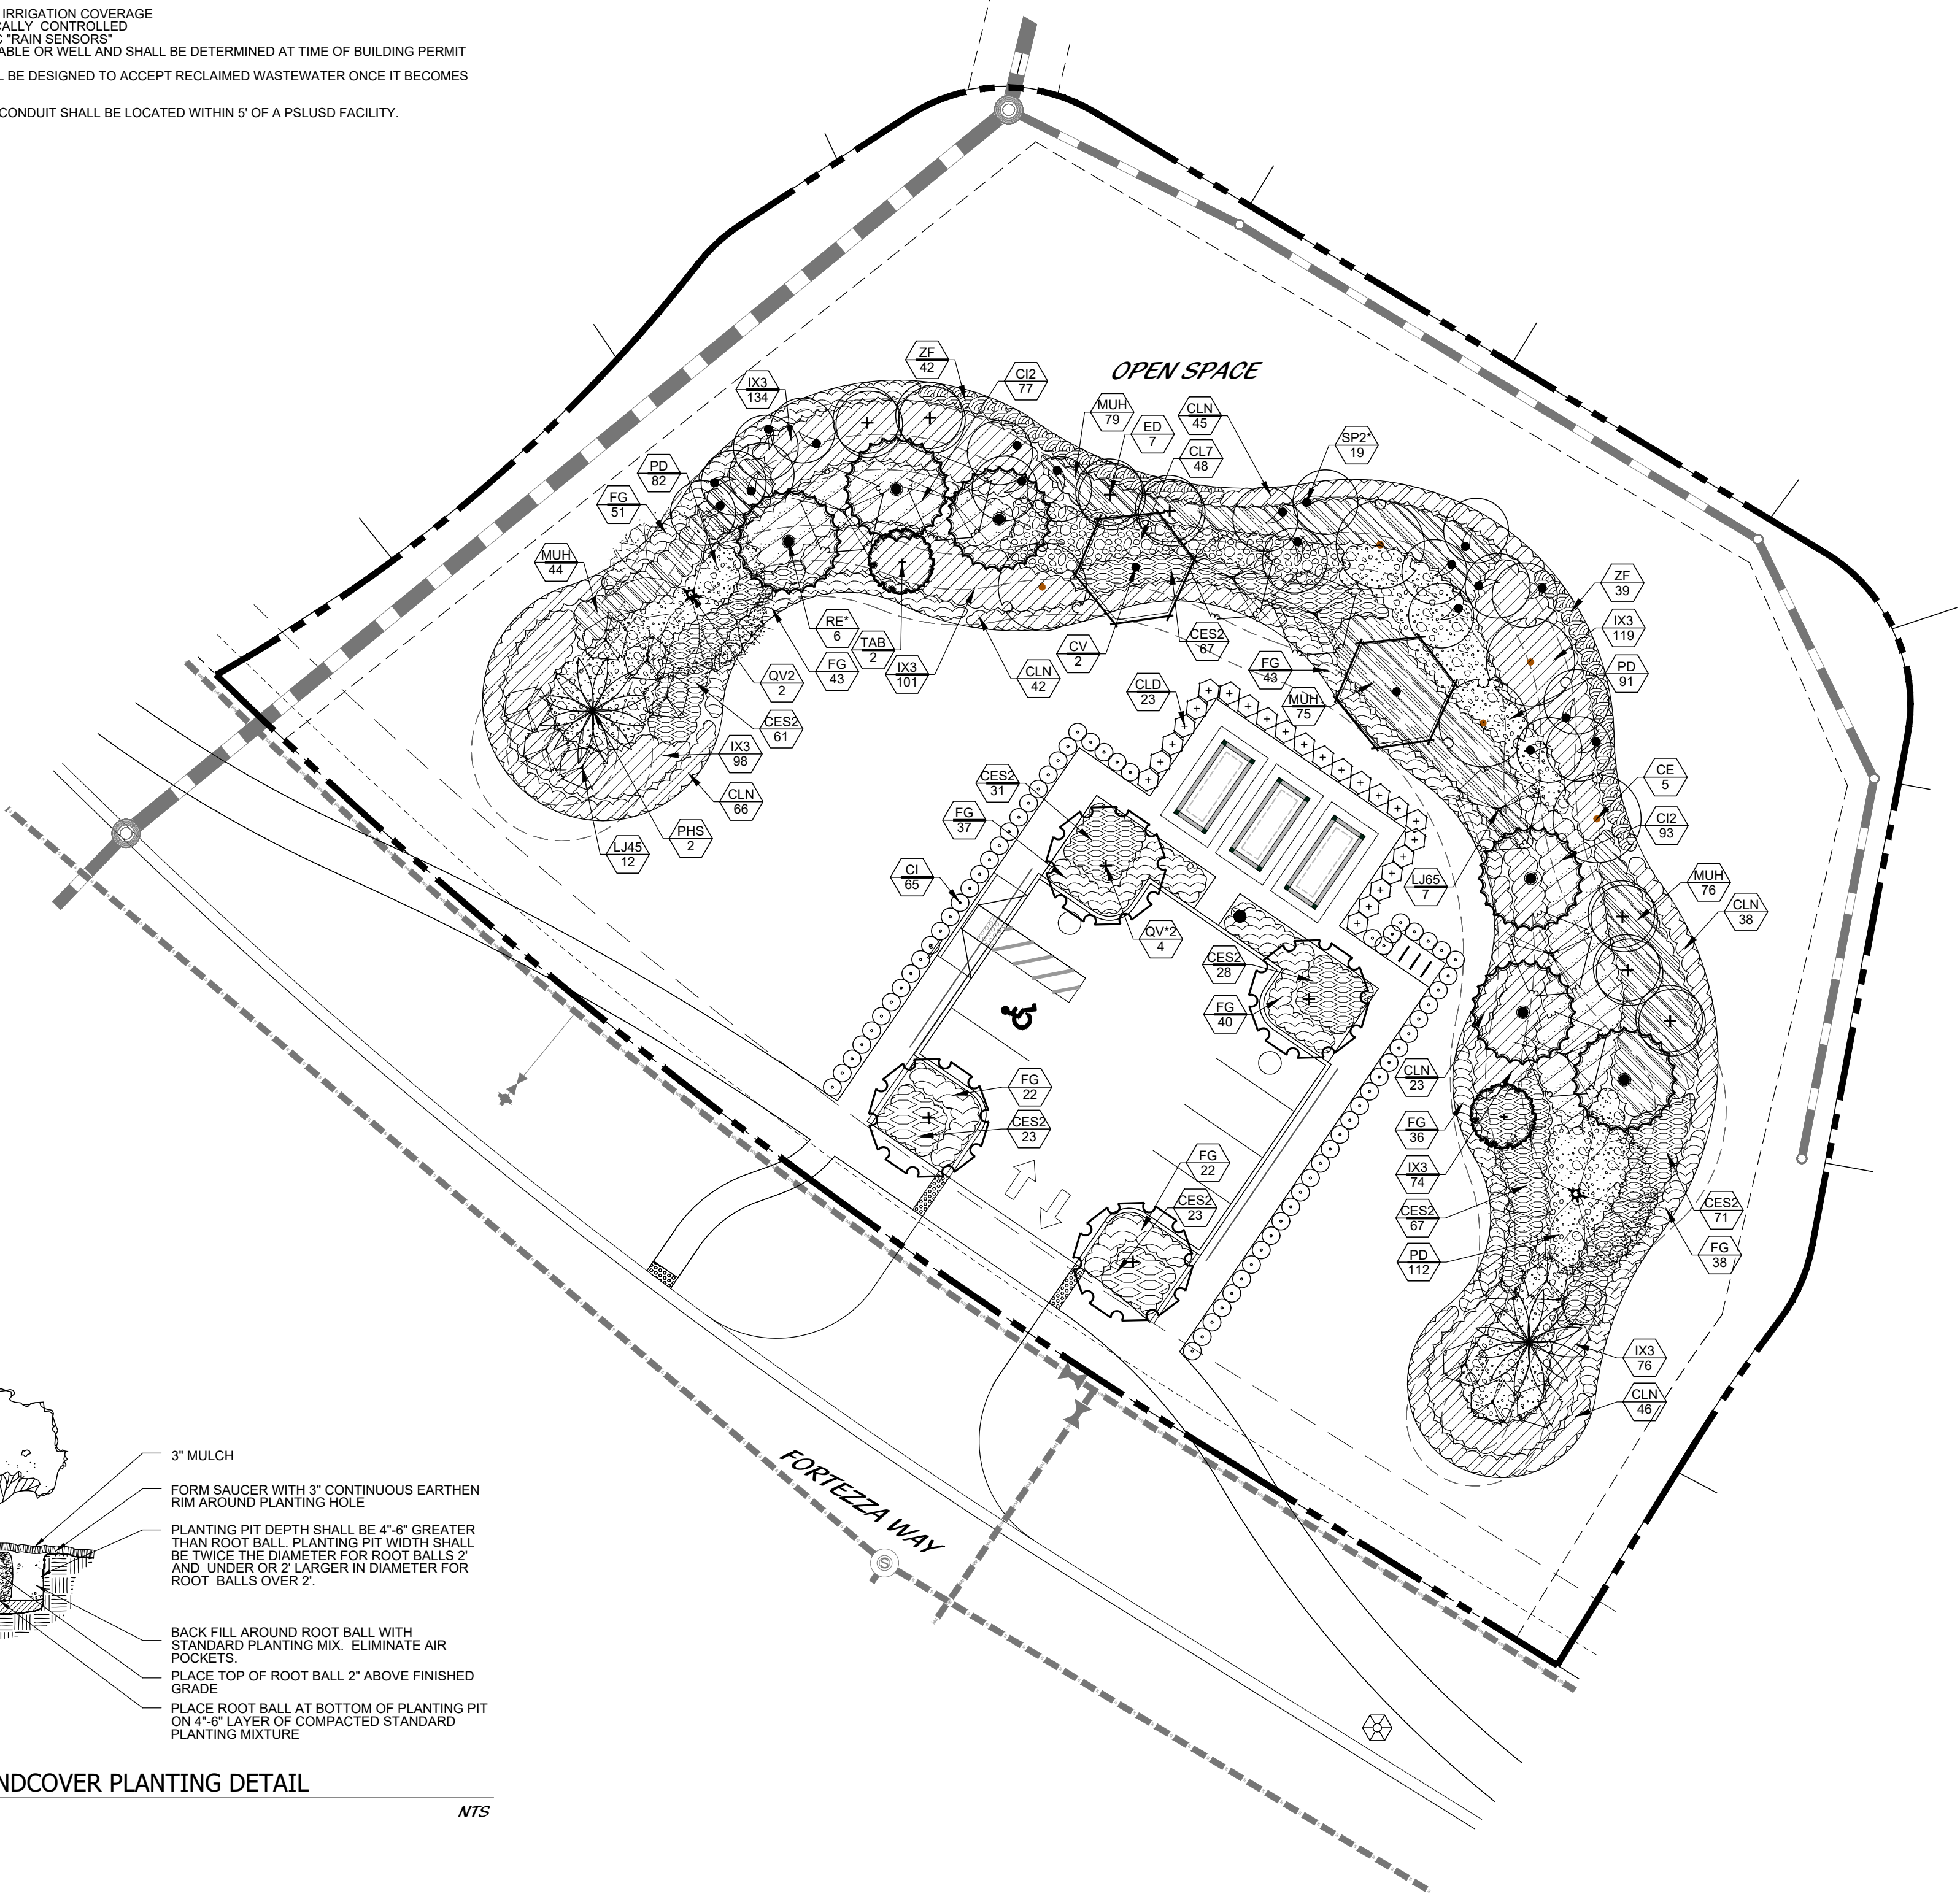 IRRIGATION COVERAGE
CALLY CONTROLLED
"RAIN SENSORS"
ABLE OR WELL AND SHALL BE DETERMINED AT TIME OF BUILDING PERMIT
BE DESIGNED TO ACCEPT RECLAIMED WASTEWATER ONCE IT BECOMES
CONDUIT SHALL BE LOCATED WITHIN 5' OF A PSLUSD FACILITY.
ZF
42
CI2
77
OPEN SPACE
IX3
134
MUH
79
CLN
45
ED
7
SP2*
19
CL7
48
PD
82
FG
51
MUH
44
ZF
39
IX3
119
RE*
6
TAB
2
CES2
67
CV
2
FG
43
IX3
101
CLN
42
FG
43
PD
91
QV2
2
CLD
23
MUH
75
CES2
61
IX3
98
CLN
66
CES2
31
CE
5
FG
37
CI2
93
PHS
2
LJ45
12
CI
65
LJ65
7
MUH
76
CLN
38
QV*2
4
CES2
28
FG
40
CLN
23
FG
22
CES2
23
FG
36
FG
22
IX3
74
CES2
23
CES2
67
CES2
71
PD
112
FG
38
IX3
76
CLN
46
FORTEZZA WAY
S
3" MULCH
FORM SAUCER WITH 3" CONTINUOUS EARTHEN
RIM AROUND PLANTING HOLE
PLANTING PIT DEPTH SHALL BE 4"-6" GREATER
THAN ROOT BALL. PLANTING PIT WIDTH SHALL
BE TWICE THE DIAMETER FOR ROOT BALLS 2'
AND UNDER OR 2' LARGER IN DIAMETER FOR
ROOT BALLS OVER 2'.
BACK FILL AROUND ROOT BALL WITH
STANDARD PLANTING MIX. ELIMINATE AIR
POCKETS.
PLACE TOP OF ROOT BALL 2" ABOVE FINISHED
GRADE
PLACE ROOT BALL AT BOTTOM OF PLANTING PIT
ON 4"-6" LAYER OF COMPACTED STANDARD
PLANTING MIXTURE
NDCOVER PLANTING DETAIL
NTS